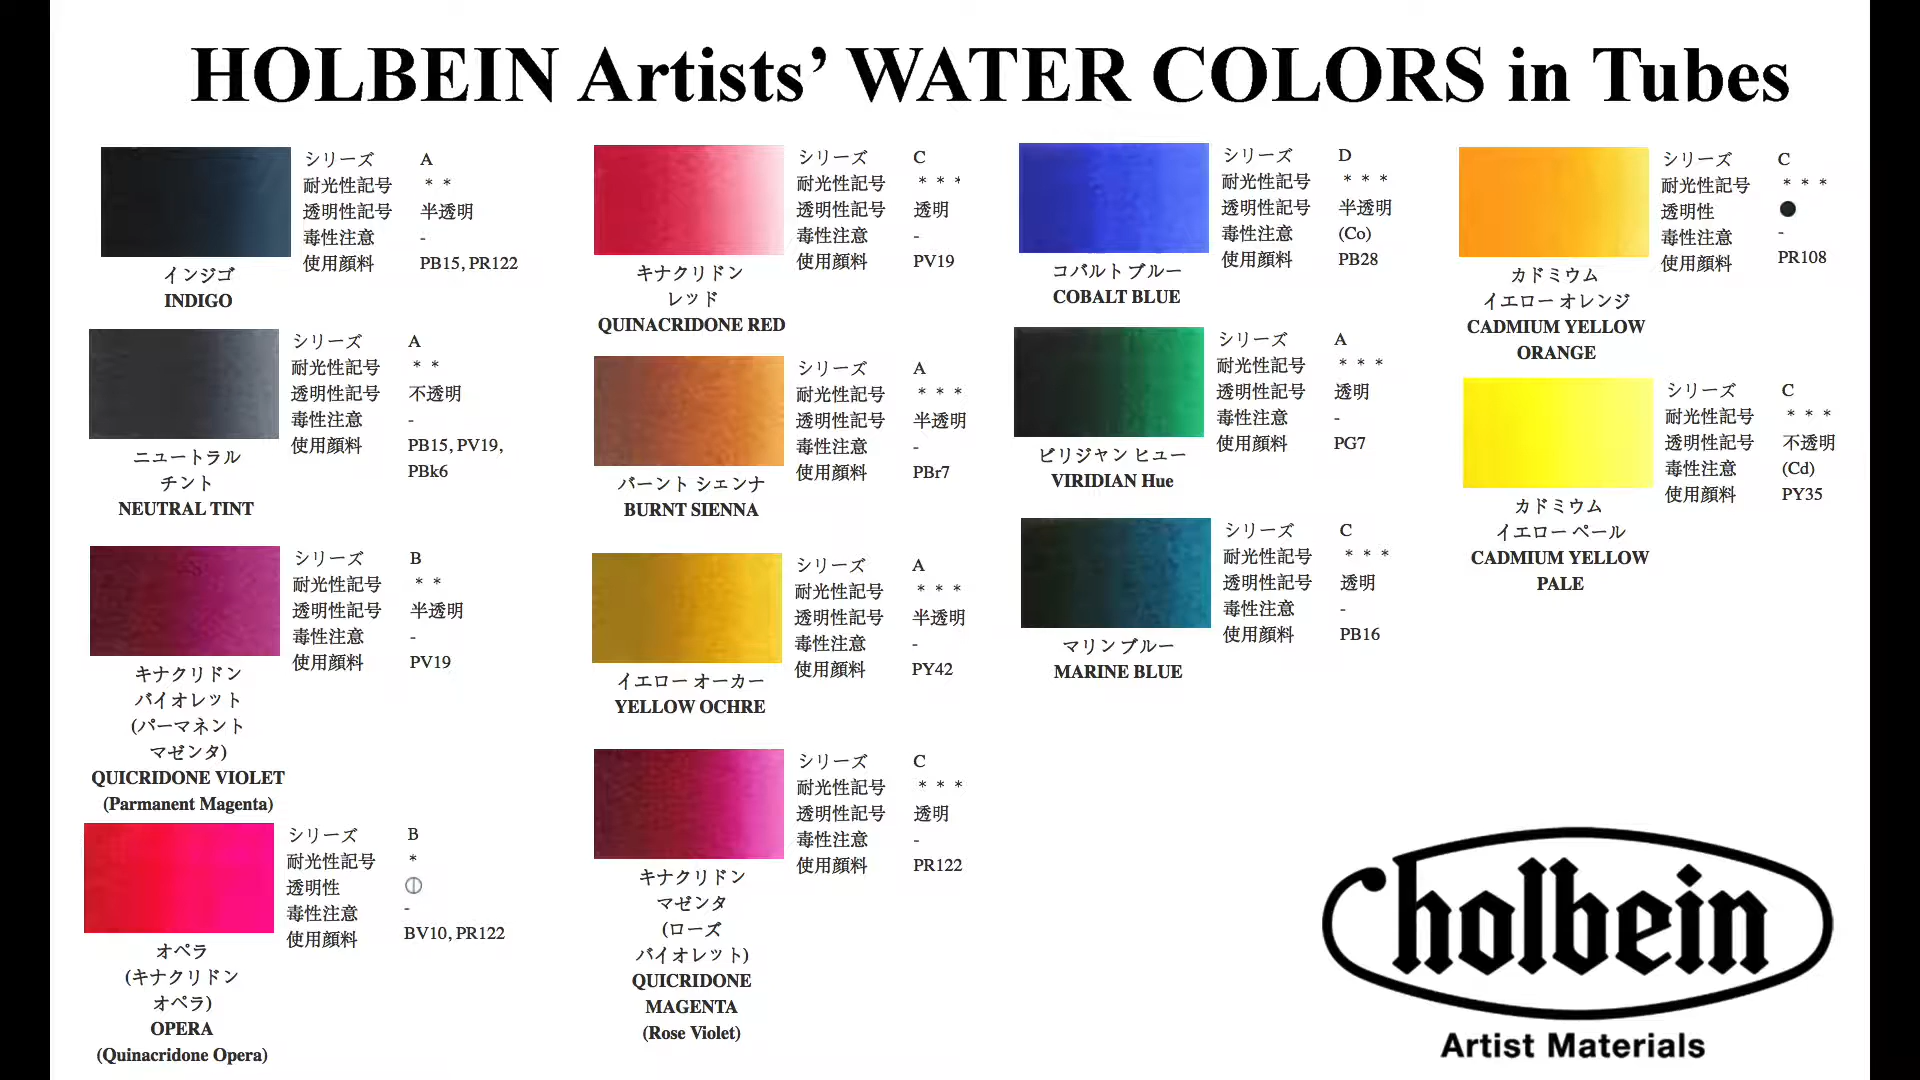 HOLBEIN Artists’ WATER COLORS in Tubes
シリーズ A
耐光性記号 * *
透明性記号 半透明
毒性注意 -
使用顔料 PB15, PR122
インジゴ
INDIGO
シリーズ A
耐光性記号 * *
透明性記号 不透明
毒性注意 -
使用顔料 PB15, PV19,
PBk6
ニュートラル
チント
NEUTRAL TINT
シリーズ B
耐光性記号 * *
透明性記号 半透明
毒性注意 -
使用顔料 PV19
キナクリドン
バイオレット
(パーマネント
マゼンタ)
QUICRIDONE VIOLET
(Parmanent Magenta)
シリーズ B
耐光性記号 *
透明性
毒性注意 -
使用顔料 BV10, PR122
オペラ
(キナクリドン
オペラ)
OPERA
(Quinacridone Opera)
シリーズ C
耐光性記号 * * *
透明性記号 透明
毒性注意 -
使用顔料 PV19
キナクリドン
レッド
QUINACRIDONE RED
シリーズ A
耐光性記号 * * *
透明性記号 半透明
毒性注意 -
使用顔料 PBr7
バーント シェンナ
BURNT SIENNA
シリーズ A
耐光性記号 * * *
透明性記号 半透明
毒性注意 -
使用顔料 PY42
イエロー オーカー
YELLOW OCHRE
シリーズ C
耐光性記号 * * *
透明性記号 透明
毒性注意 -
使用顔料 PR122
キナクリドン
マゼンタ
(ローズ
バイオレット)
QUICRIDONE
MAGENTA
(Rose Violet)
シリーズ D
耐光性記号 * * *
透明性記号 半透明
毒性注意 (Co)
使用顔料 PB28
コバルト ブルー
COBALT BLUE
シリーズ A
耐光性記号 * * *
透明性記号 透明
毒性注意 -
使用顔料 PG7
ビリジャン ヒュー
VIRIDIAN Hue
シリーズ C
耐光性記号 * * *
透明性記号 透明
毒性注意 -
使用顔料 PB16
マリン ブルー
MARINE BLUE
シリーズ C
耐光性記号 * * *
透明性 ●
毒性注意 -
使用顔料 PR108
カドミウム
イエロー オレンジ
CADMIUM YELLOW
ORANGE
シリーズ C
耐光性記号 * * *
透明性記号 不透明
毒性注意 (Cd)
使用顔料 PY35
カドミウム
イエロー ペール
CADMIUM YELLOW
PALE
holbein
Artist Materials